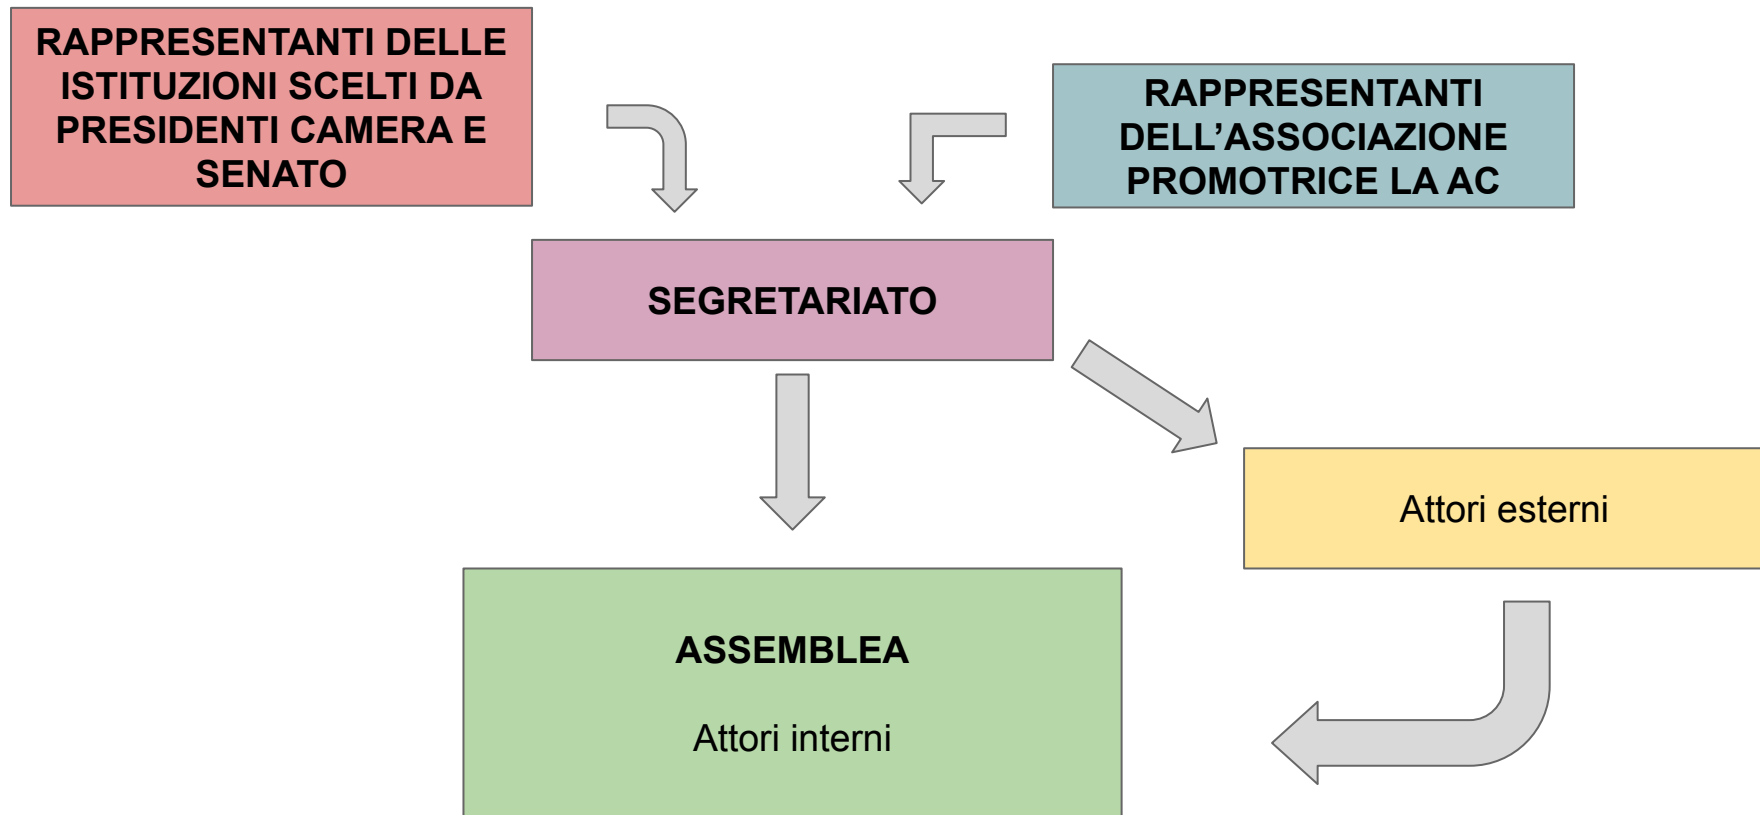 RAPPRESENTANTI DELLE
ISTITUZIONI SCELTI DA
PRESIDENTI CAMERA E
SENATO
RAPPRESENTANTI
DELL’ASSOCIAZIONE
PROMOTRICE LA AC
SEGRETARIATO
Attori esterni
ASSEMBLEA
Attori interni